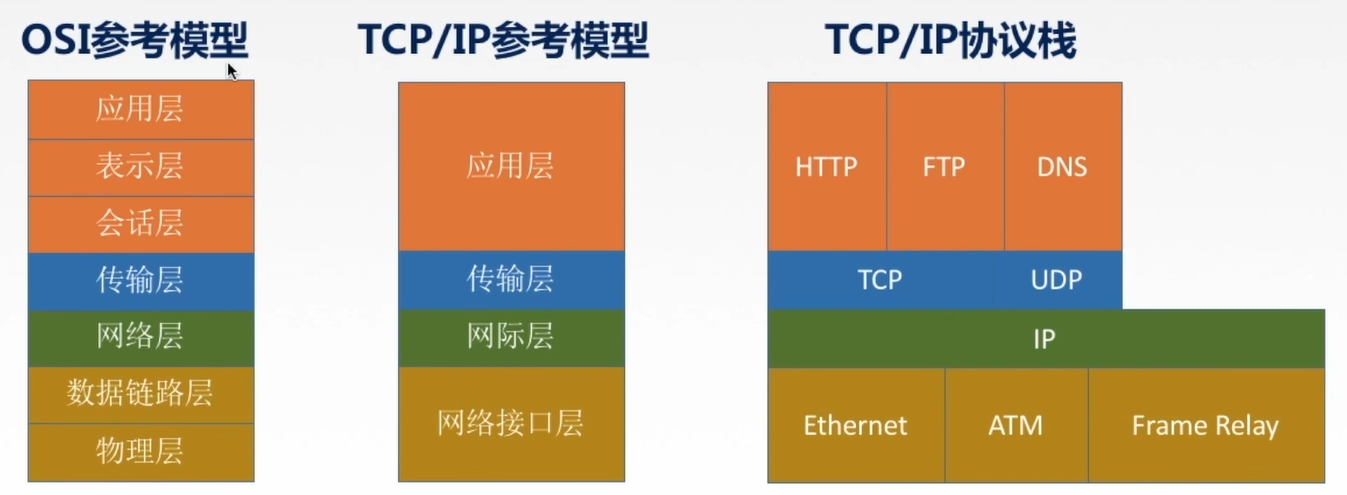 OSI参考模型
TCP/IP参考模型
TCP/IP协议栈
应用层
表示层
会话层
传输层
网络层
数据链路层
物理层
应用层
传输层
网际层
网络接口层
HTTP
FTP
DNS
TCP
UDP
IP
Ethernet
ATM
Frame Relay